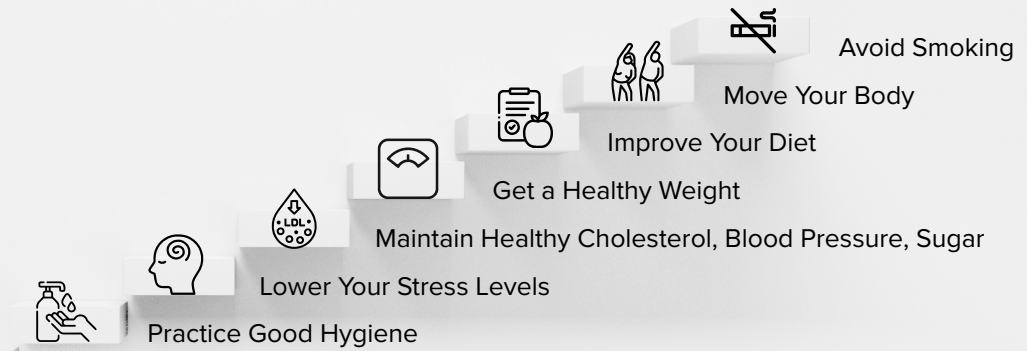 Avoid Smoking
Move Your Body
Improve Your Diet
Get a Healthy Weight
LDL
Maintain Healthy Cholesterol, Blood Pressure, Sugar
Lower Your Stress Levels
Practice Good Hygiene